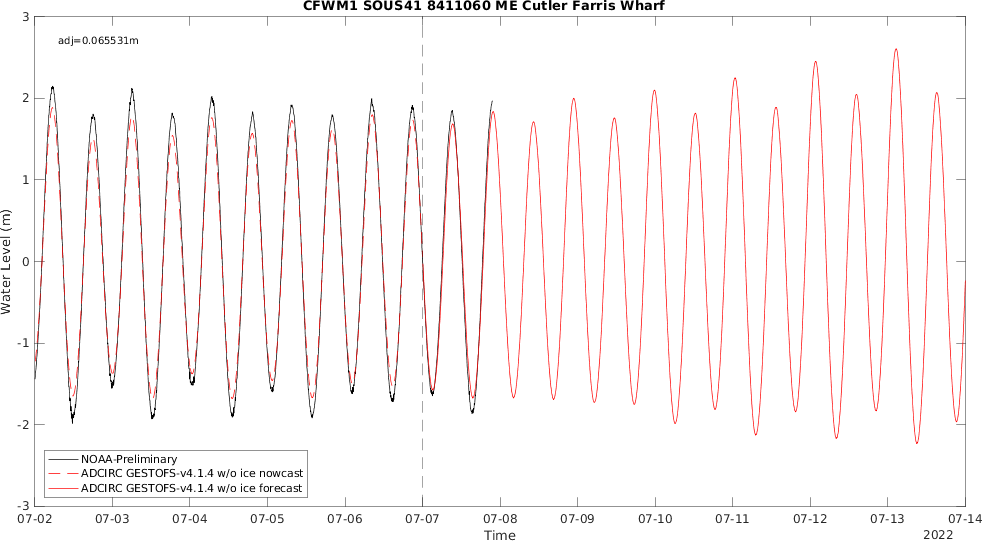 CFWM1 SOUS41 8411060 ME Cutler Farris Wharf
adj=0.065531m
3
2
1
0
-1
-2
-3
Water Level (m)
NOAA-Preliminary
ADCIRC GESTOFS-v4.1.4 w/o ice nowcast
ADCIRC GESTOFS-v4.1.4 w/o ice forecast
07-02 07-03 07-04 07-05 07-06 07-07 07-08 07-09 07-10 07-11 07-12 07-13 07-14
Time
2022